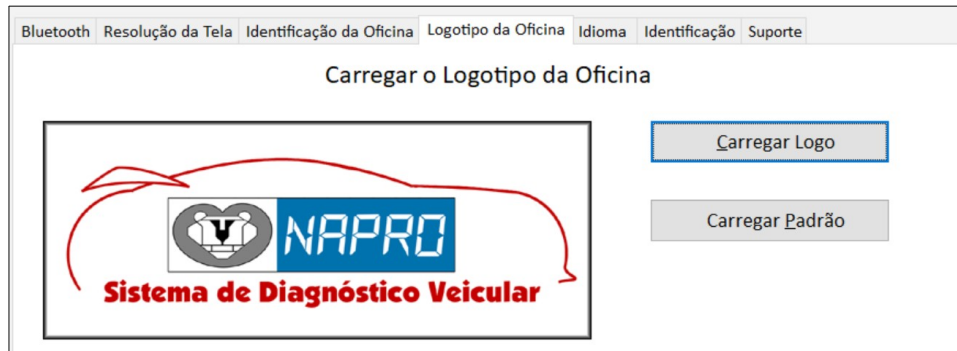 Bluetooth Resolução da Tela Identificação da Oficina Logotipo da Oficina Idioma Identificação Suporte
Carregar o Logotipo da Oficina
Carregar Logo
NAPRO
Carregar Padrão
Sistema de Diagnóstico Veicular